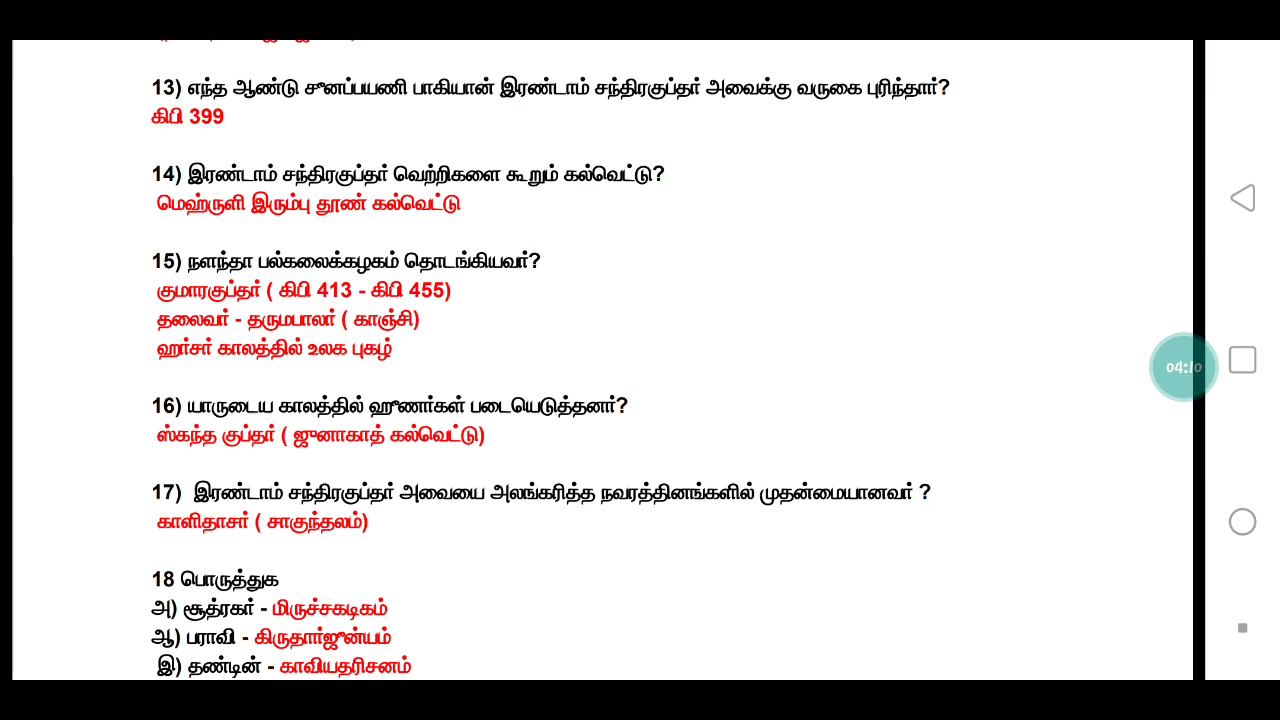 13) எந்த ஆண்டு சூனப்பயணி பாகியான் இரண்டாம் சந்திரகுப்தர் அவைக்கு வருகை புரிந்தார்?
கிபி 399
14) இரண்டாம் சந்திரகுப்தர் வெற்றிகளை கூறும் கல்வெட்டு?
மெஹ்ருளி இரும்பு தூண் கல்வெட்டு
15) நளந்தா பல்கலைக்கழகம் தொடங்கியவர்?
குமாரகுப்தர் ( கிபி 413 - கிபி 455)
தலைவர் - தருமபாலர் ( காஞ்சி)
ஹர்சர் காலத்தில் உலக புகழ்
16) யாருடைய காலத்தில் ஹூணர்கள் படையெடுத்தனர்?
ஸ்கந்த குப்தர் ( ஜுனாகாத் கல்வெட்டு)
17) இரண்டாம் சந்திரகுப்தர் அவையை அலங்கரித்த நவரத்தினங்களில் முதன்மையானவர் ?
காளிதாசர் ( சாகுந்தலம்)
18 பொருத்துக
அ) சூத்ரகர் - மிருச்சகடிகம்
ஆ) பராவி - கிருதார்ஜூன்யம்
இ) தண்டின் - காவியதரிசனம்
04:10